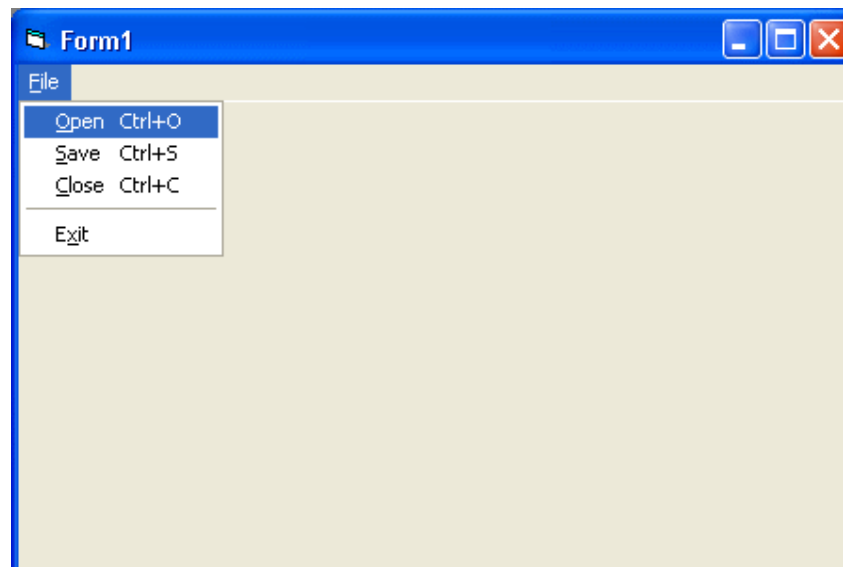 Form1
File
Open Ctrl+O
Save Ctrl+S
Close Ctrl+C
Exit